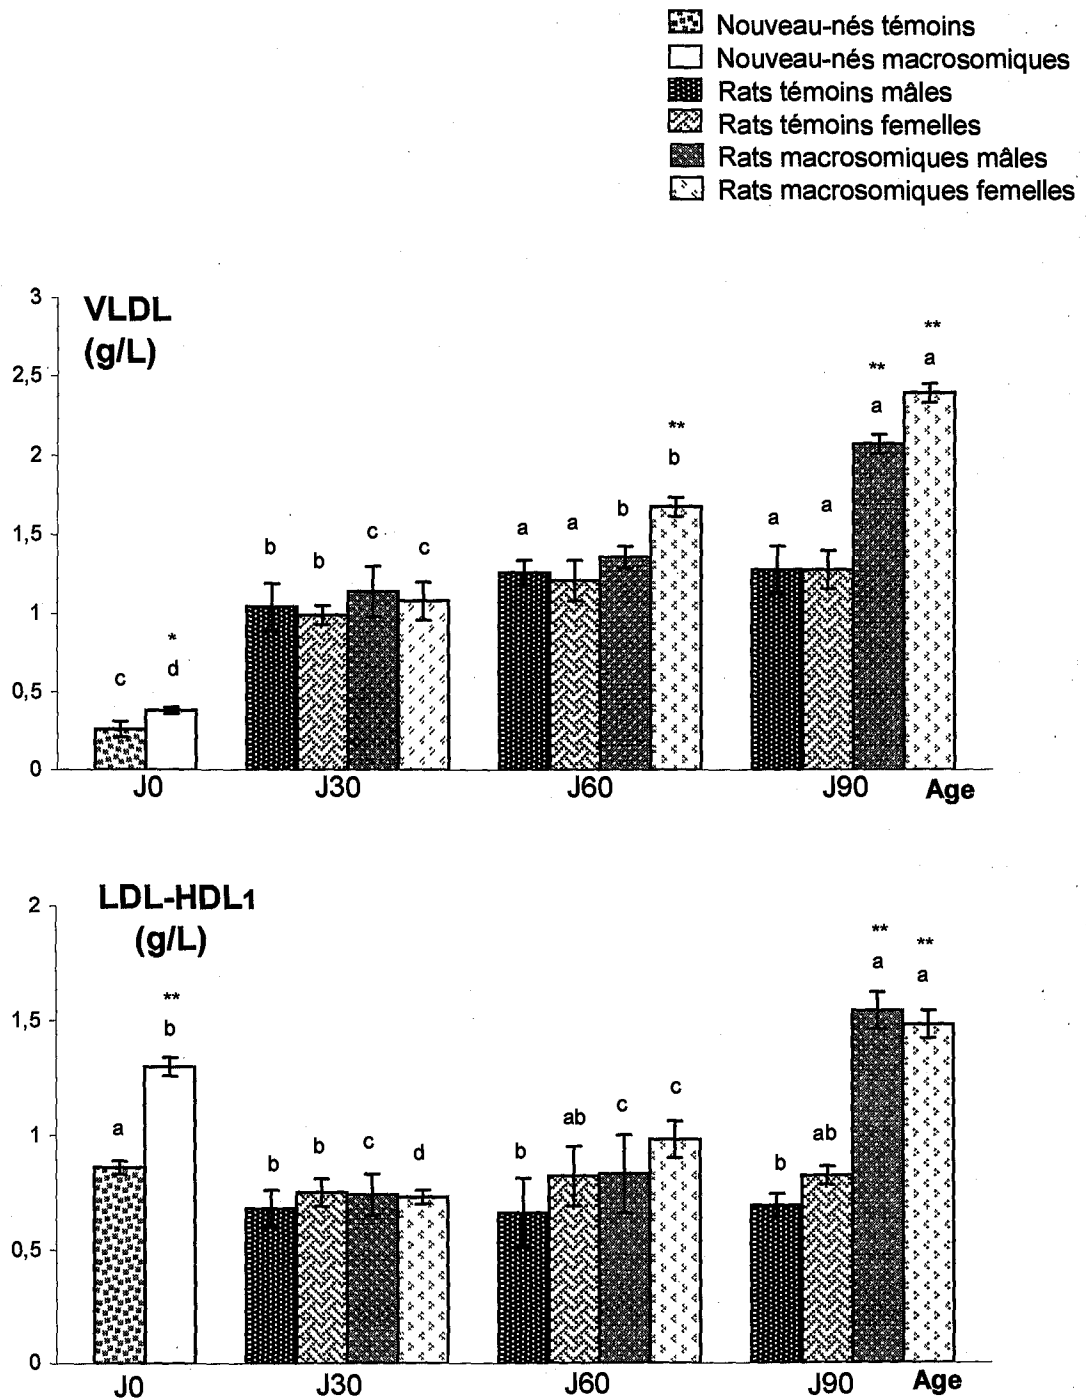 Nouveau-nés témoins
Nouveau-nés macrosomiques
Rats témoins mâles
Rats témoins femelles
Rats macrosomiques mâles
Rats macrosomiques femelles
VLDL
(g/L)
3
2,5
2
1,5
1
0,5
0
c
*
d
b
b
c
c
a
a
b
**
b
a
a
**
a
**
a
J0
J30
J60
J90
Age
LDL-HDL1
(g/L)
2
1,5
1
0,5
0
a
**
b
b
b
c
d
b
ab
c
c
b
ab
**
a
**
a
J0
J30
J60
J90
Age